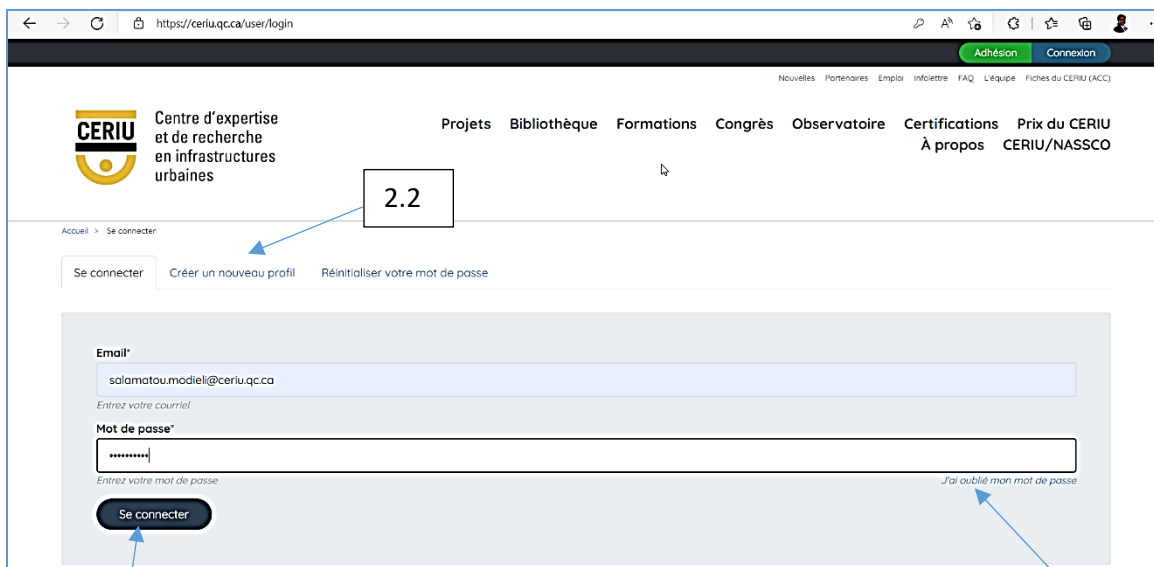 https://ceriu.qc.ca/user/login
Adhésion Connexion
Nouvelles Partenaires Emploi Infolettre FAQ L'équipe Fiches du CERIU (ACC)
CERIU
Centre d'expertise
et de recherche
en infrastructures
urbaines
Projets Bibliothèque Formations Congrès Observatoire Certifications Prix du CERIU
À propos CERIU/NASSCO
2.2
Accueil > Se connecter
Se connecter Créer un nouveau profil Réinitialiser votre mot de passe
Email*
salamatou.modieli@ceriu.qc.ca
Entrez votre courriel
Mot de passe*
••••••••••
Entrez votre mot de passe J'ai oublié mon mot de passe
Se connecter